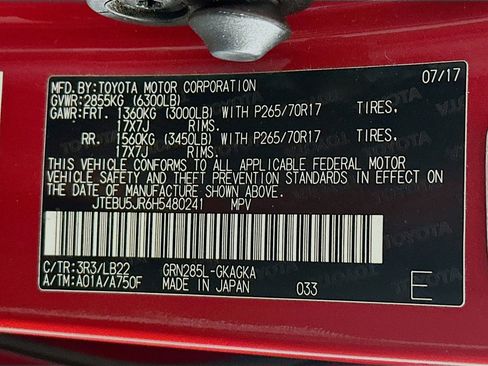 MFD.BY:TOYOTA MOTOR CORPORATION 07/17
GVWR:2855KG (6300LB)
GAWR:FRT. 1360KG (3000LB) WITH P265/70R17 TIRES,
17X7J RIMS.
RR. 1560KG (3450LB) WITH P265/70R17 TIRES,
17X7J RIMS.
THIS VEHICLE CONFORMS TO ALL APPLICABLE FEDERAL MOTOR
VEHICLE SAFETY AND THEFT PREVENTION STANDARDS IN EFFECT ON
THE DATE OF MANUFACTURE SHOWN ABOVE.
JTEBU5JR6H5480241 MPV
C/TR:3R3/LB22 GRN285L-GKAGKA
A/TM:A01A/A750F MADE IN JAPAN 033 E